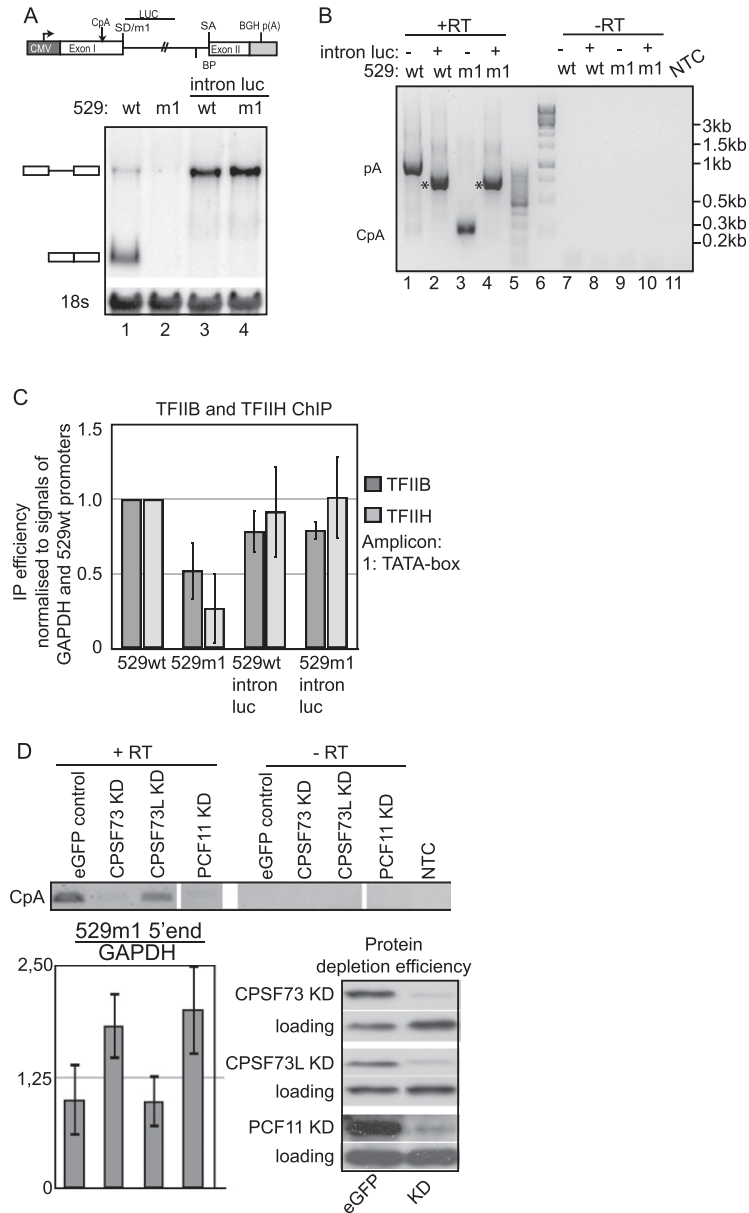 A
LUC
CpA
SD/m1
SA
BGH p(A)
CMV
Exon I
Exon II
BP
intron luc
529: wt m1 wt m1
18s
1 2 3 4
B
+RT -RT
intron luc: - + - + - + - +
529: wt wt m1 m1 wt wt m1 m1 NTC
pA
CpA
*
*
3kb
1.5kb
1kb
0.5kb
0.3kb
0.2kb
1 2 3 4 5 6 7 8 9 10 11
C
TFIIB and TFIIH ChIP
IP efficiency
normalised to signals of
GAPDH and 529wt promoters
1.5
1.0
0.5
0
TFIIB
TFIIH
Amplicon:
1: TATA-box
529wt 529m1 529wt 529m1
intron intron
luc luc
D
+ RT - RT
eGFP control
CPSF73 KD
CPSF73L KD
PCF11 KD
eGFP control
CPSF73 KD
CPSF73L KD
PCF11 KD
NTC
CpA
529m1 5'end
GAPDH
2,50
1,25
0
Protein
depletion efficiency
CPSF73 KD
loading
CPSF73L KD
loading
PCF11 KD
loading
eGFP
KD